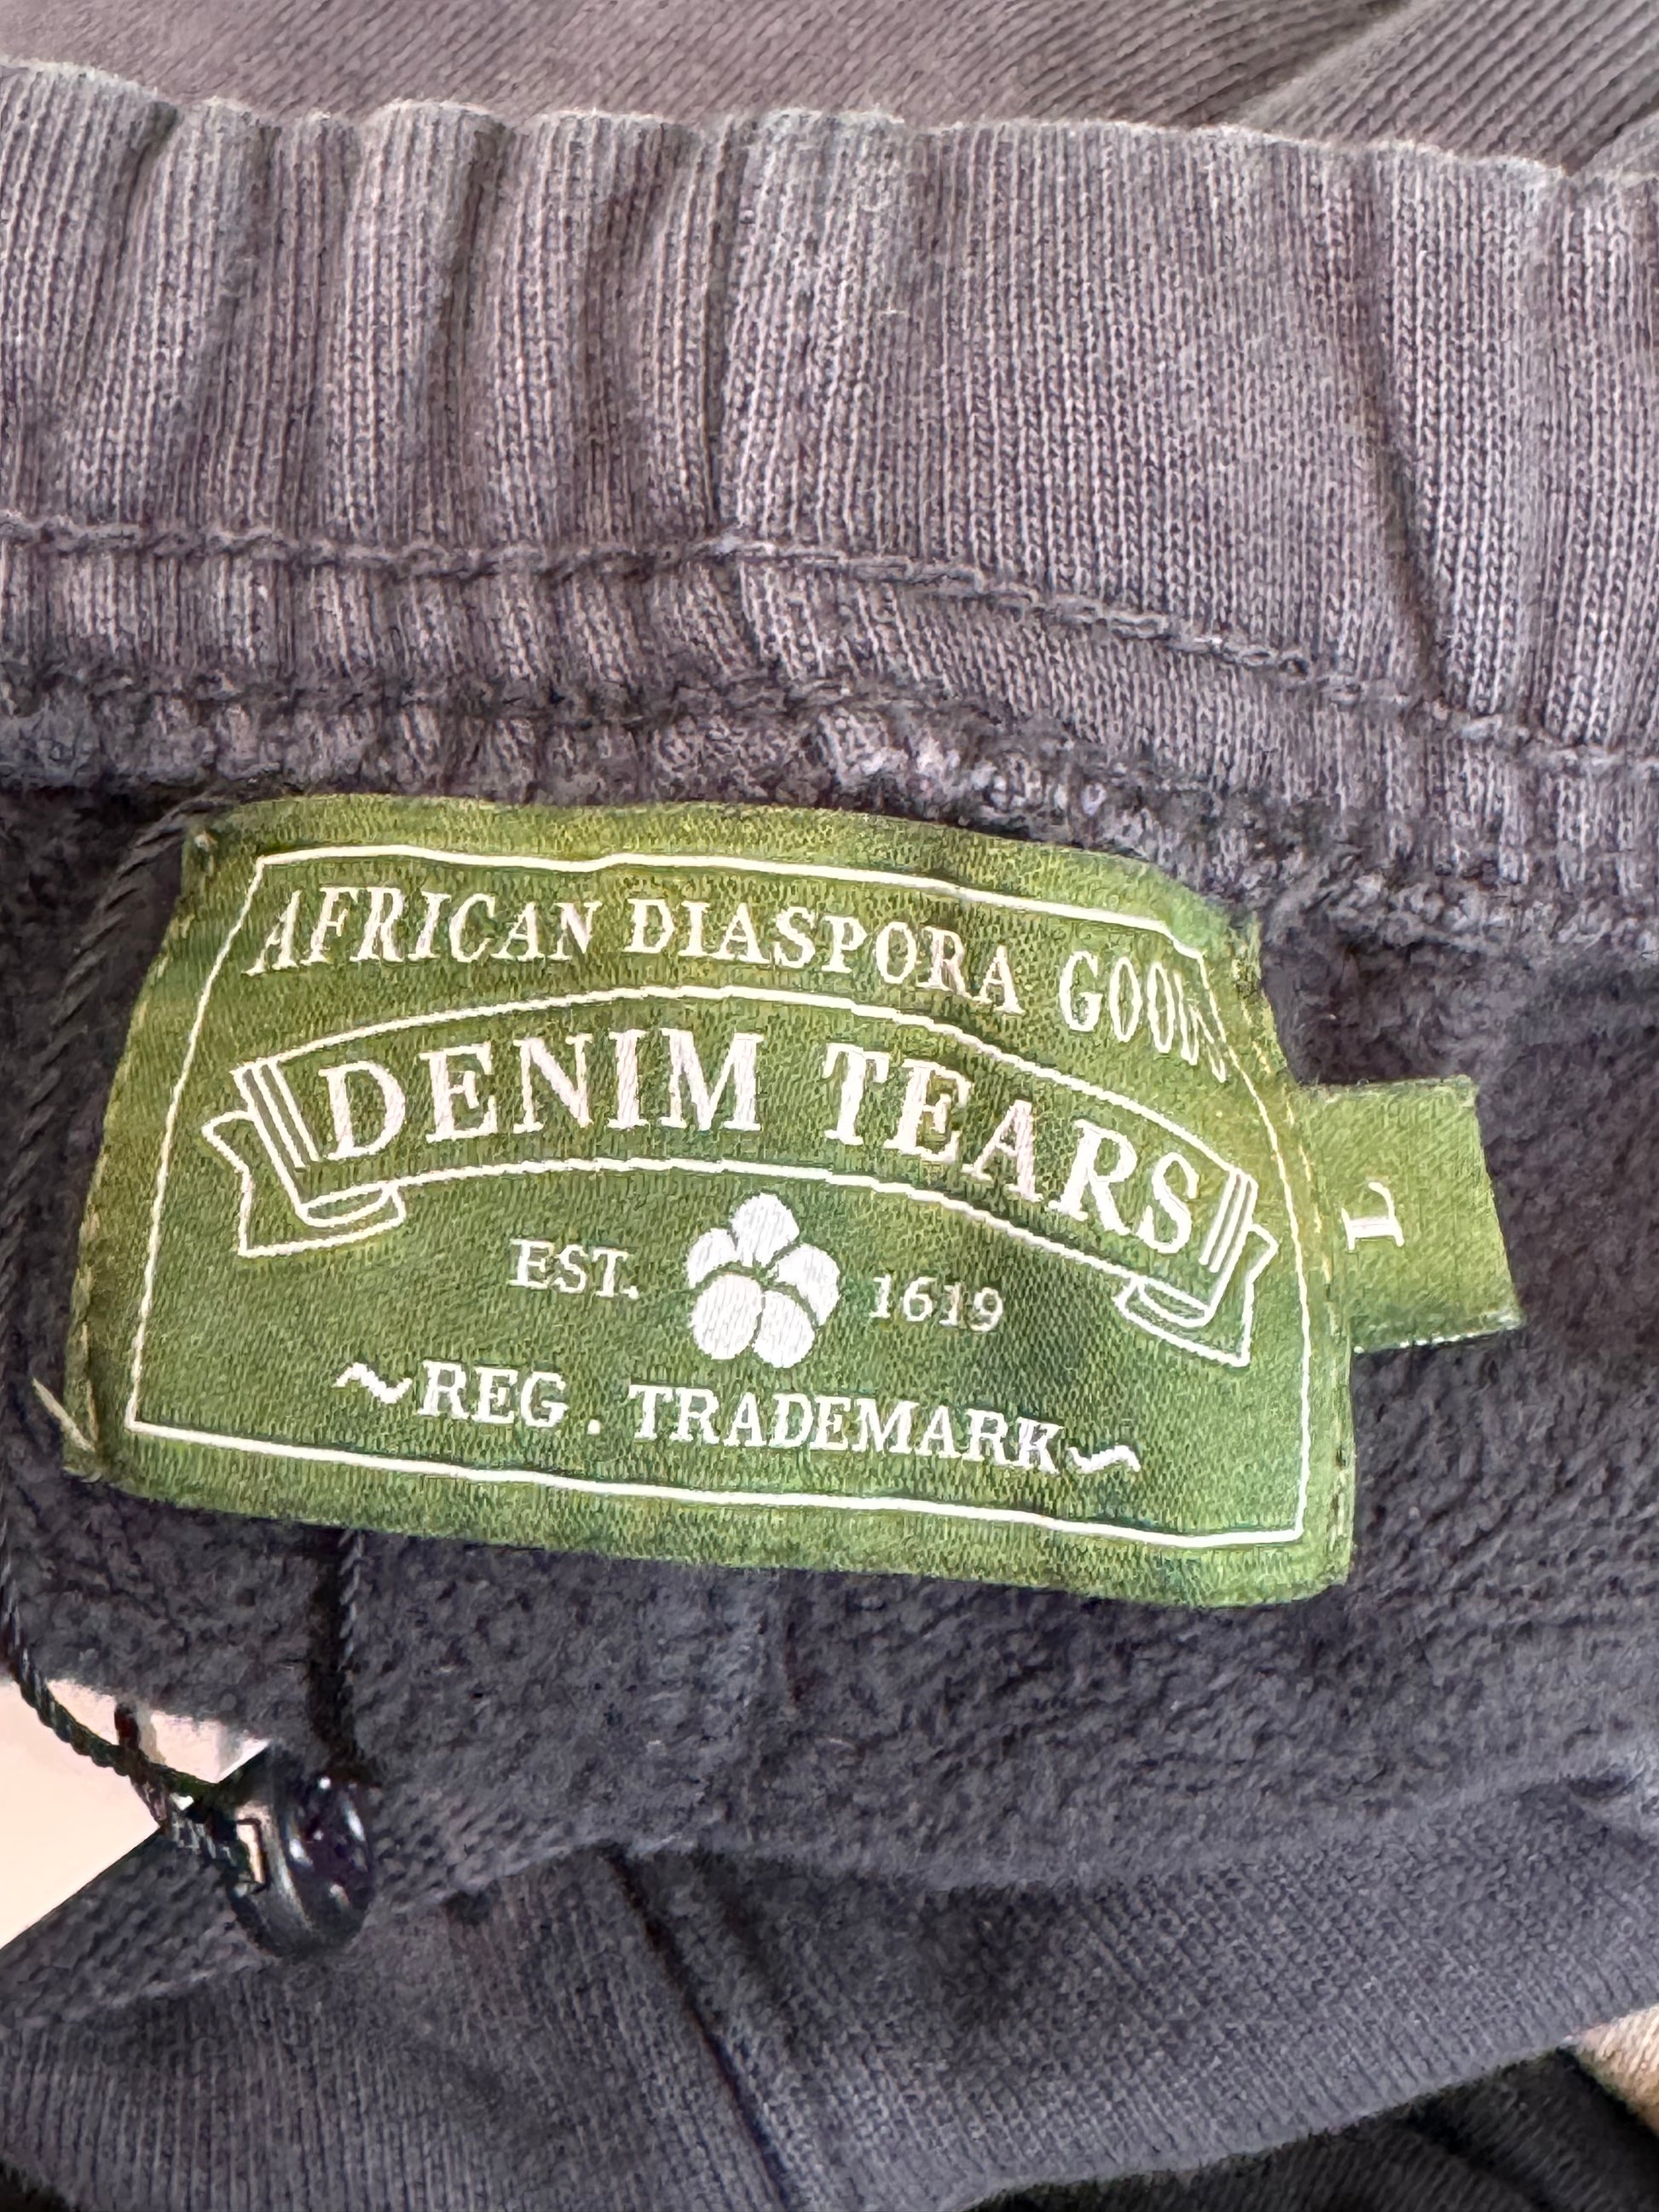 AFRICAN DIASPORA GOODS
DENIM TEARS
EST. 1619
~REG. TRADEMARK~
L